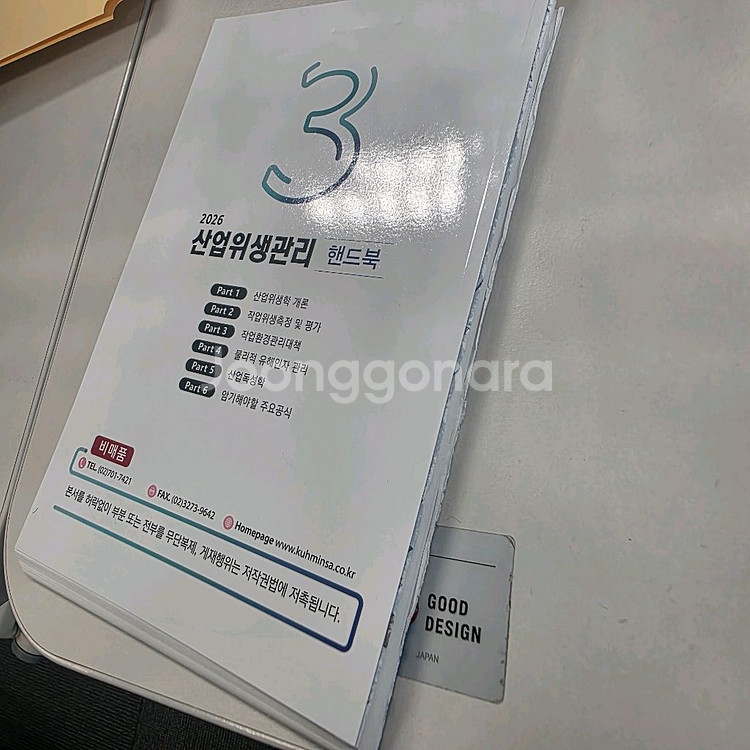 3
2026
산업위생관리 핸드북
Part 1 산업위생학 개론
Part 2 작업위생측정 및 평가
Part 3 작업환경관리대책
Part 4 물리적 유해인자 관리
Part 5 산업독성학
Part 6 암기해야할 주요공식
비매품
TEL. (02)701-7421
FAX. (02)3273-9642
Homepage www.kuhminsa.co.kr
본서를 허락없이 부분 또는 전부를 무단복제, 게재행위는 저작권법에 저촉됩니다.
Joonggonara
GOOD
DESIGN
JAPAN